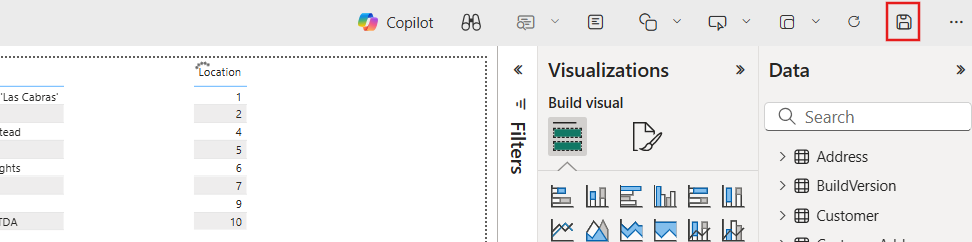 Copilot
Location
'Las Cabras'
1
2
tead
4
5
ghts
6
7
9
TDA
10
Filters
Visualizations
Build visual
Data
Search
Address
BuildVersion
Customer